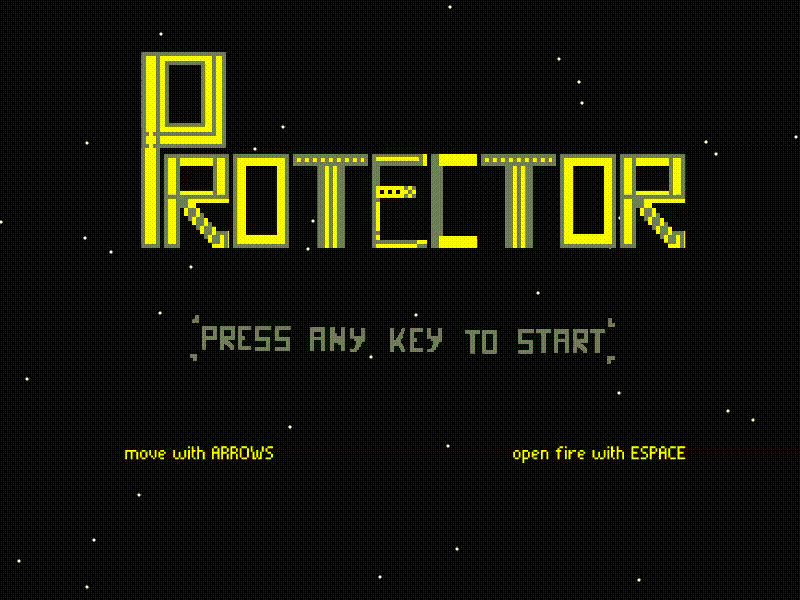 PROTECTOR
PRESS ANY KEY TO START
move with ARROWS
open fire with ESPACE